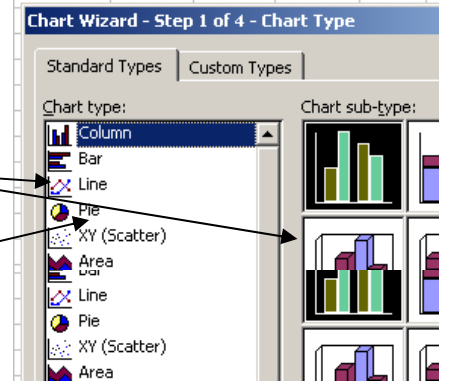 Chart Wizard - Step 1 of 4 - Chart Type
Standard Types Custom Types
Chart type: Chart sub-type:
Column
Bar
Line
Pie
XY (Scatter)
Area
Line
Pie
XY (Scatter)
Area